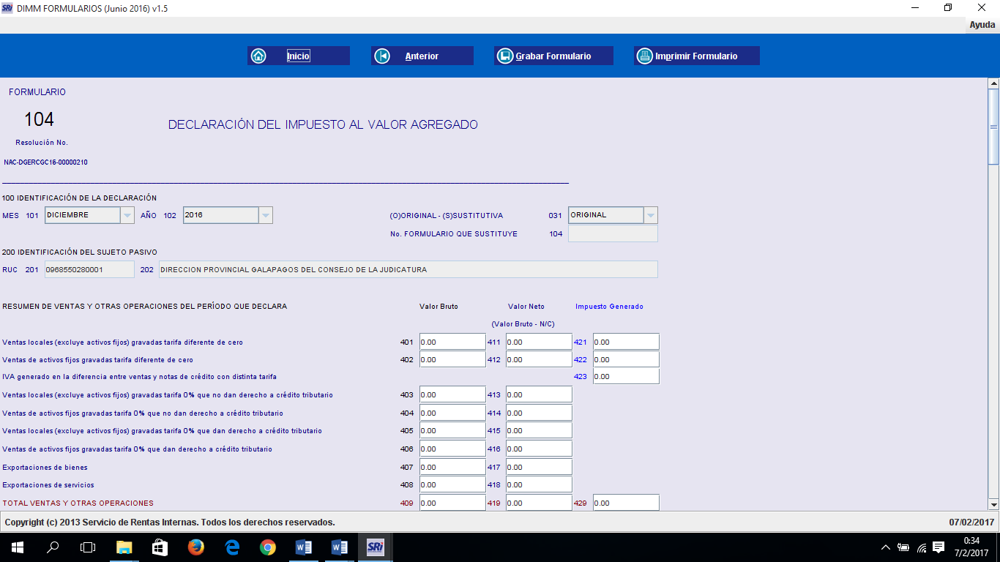 SRi DIMM FORMULARIOS (Junio 2016) v1.5
Ayuda
Inicio Anterior Grabar Formulario Imprimir Formulario
FORMULARIO
104
DECLARACIÓN DEL IMPUESTO AL VALOR AGREGADO
Resolución No.
NAC-DGERCGC16-00000210
100 IDENTIFICACIÓN DE LA DECLARACIÓN
MES 101 DICIEMBRE AÑO 102 2016 (O)ORIGINAL - (S)SUSTITUTIVA 031 ORIGINAL
No. FORMULARIO QUE SUSTITUYE 104
200 IDENTIFICACIÓN DEL SUJETO PASIVO
RUC 201 0968550280001 202 DIRECCION PROVINCIAL GALAPAGOS DEL CONSEJO DE LA JUDICATURA
RESUMEN DE VENTAS Y OTRAS OPERACIONES DEL PERÍODO QUE DECLARA Valor Bruto Valor Neto Impuesto Generado
(Valor Bruto - N/C)
Ventas locales (excluye activos fijos) gravadas tarifa diferente de cero 401 0.00 411 0.00 421 0.00
Ventas de activos fijos gravadas tarifa diferente de cero 402 0.00 412 0.00 422 0.00
IVA generado en la diferencia entre ventas y notas de crédito con distinta tarifa 423 0.00
Ventas locales (excluye activos fijos) gravadas tarifa 0% que no dan derecho a crédito tributario 403 0.00 413 0.00
Ventas de activos fijos gravadas tarifa 0% que no dan derecho a crédito tributario 404 0.00 414 0.00
Ventas locales (excluye activos fijos) gravadas tarifa 0% que dan derecho a crédito tributario 405 0.00 415 0.00
Ventas de activos fijos gravadas tarifa 0% que dan derecho a crédito tributario 406 0.00 416 0.00
Exportaciones de bienes 407 0.00 417 0.00
Exportaciones de servicios 408 0.00 418 0.00
TOTAL VENTAS Y OTRAS OPERACIONES 409 0.00 419 0.00 429 0.00
Copyright (c) 2013 Servicio de Rentas Internas. Todos los derechos reservados. 07/02/2017
SRi 0:34
7/2/2017